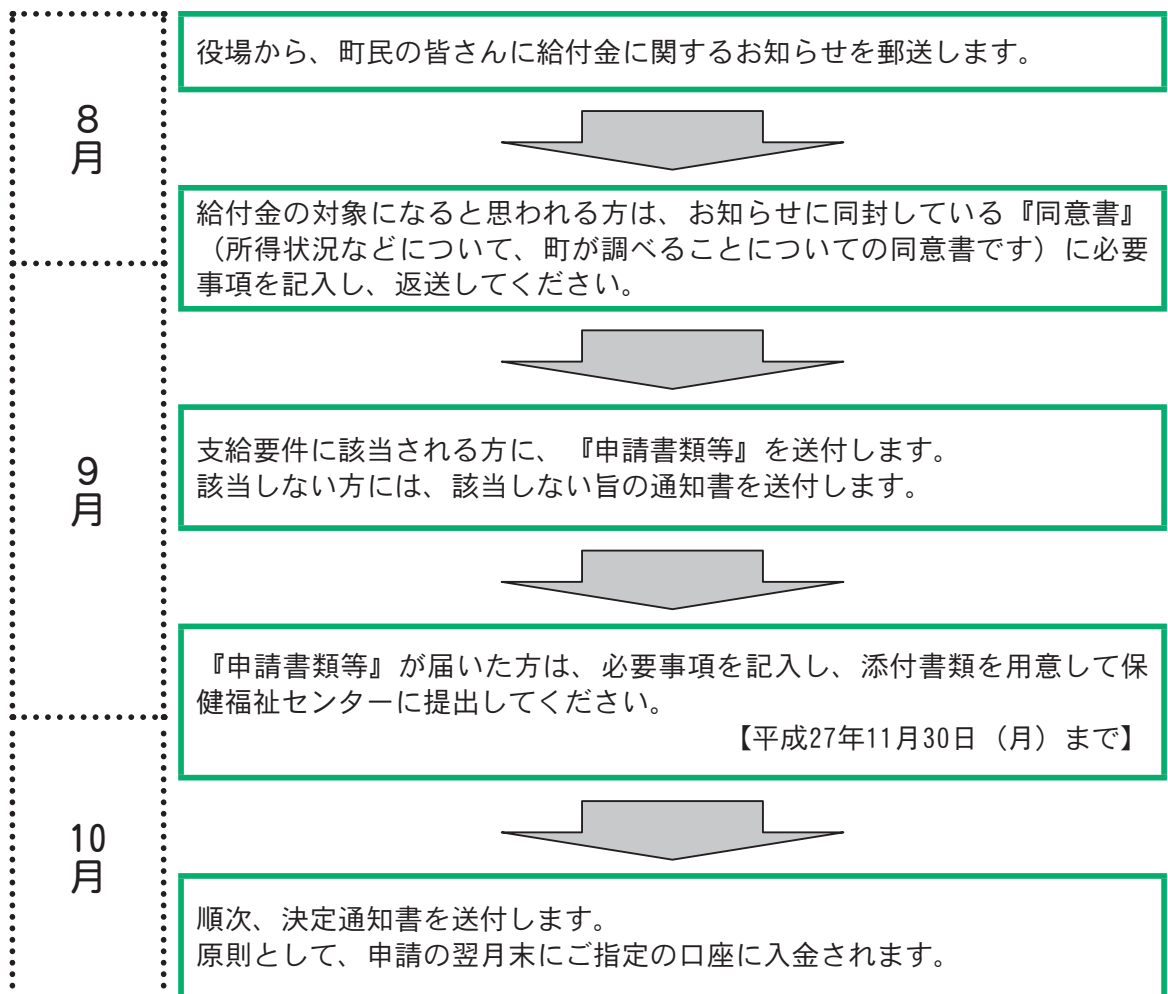 8月
役場から、町民の皆さんに給付金に関するお知らせを郵送します。
給付金の対象になると思われる方は、お知らせに同封している『同意書』
（所得状況などについて、町が調べることについての同意書です）に必要
事項を記入し、返送してください。
9月
支給要件に該当される方に、『申請書類等』を送付します。
該当しない方には、該当しない旨の通知書を送付します。
『申請書類等』が届いた方は、必要事項を記入し、添付書類を用意して保
健福祉センターに提出してください。
【平成27年11月30日（月）まで】
10月
順次、決定通知書を送付します。
原則として、申請の翌月末にご指定の口座に入金されます。